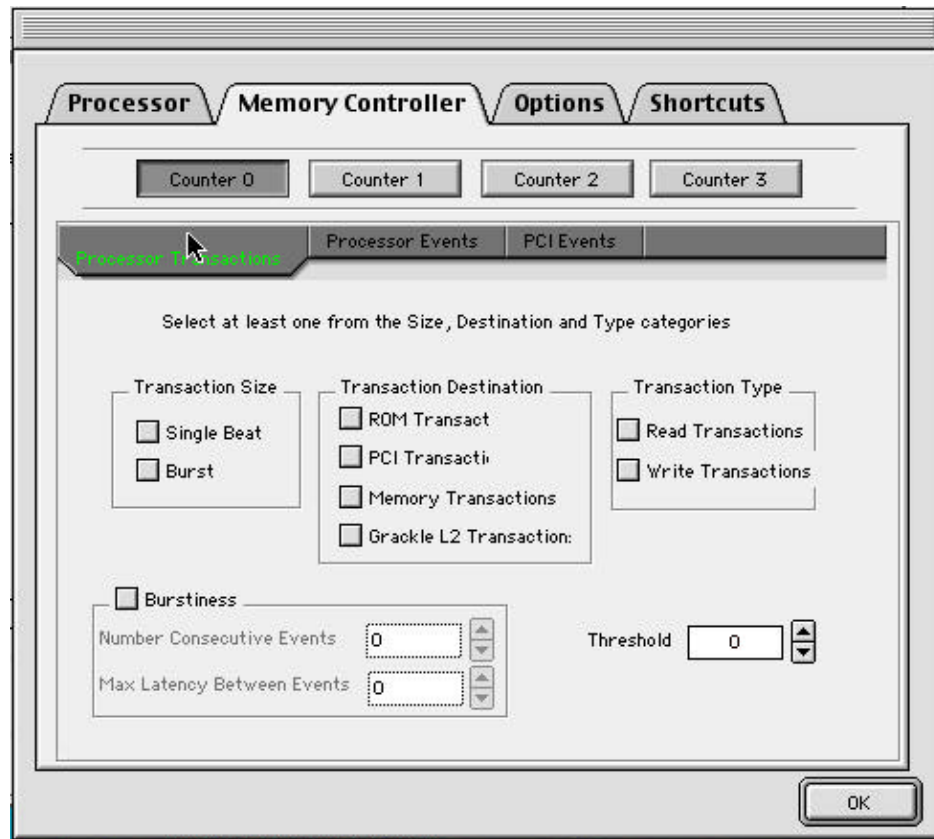 Processor Memory Controller Options Shortcuts
Counter 0 Counter 1 Counter 2 Counter 3
Processor Transactions Processor Events PCI Events
Select at least one from the Size, Destination and Type categories
Transaction Size
Single Beat
Burst
Transaction Destination
ROM Transact
PCI Transacti
Memory Transactions
Grackle L2 Transaction:
Transaction Type
Read Transactions
Write Transactions
Burstiness
Number Consecutive Events 0
Max Latency Between Events 0
Threshold 0
OK